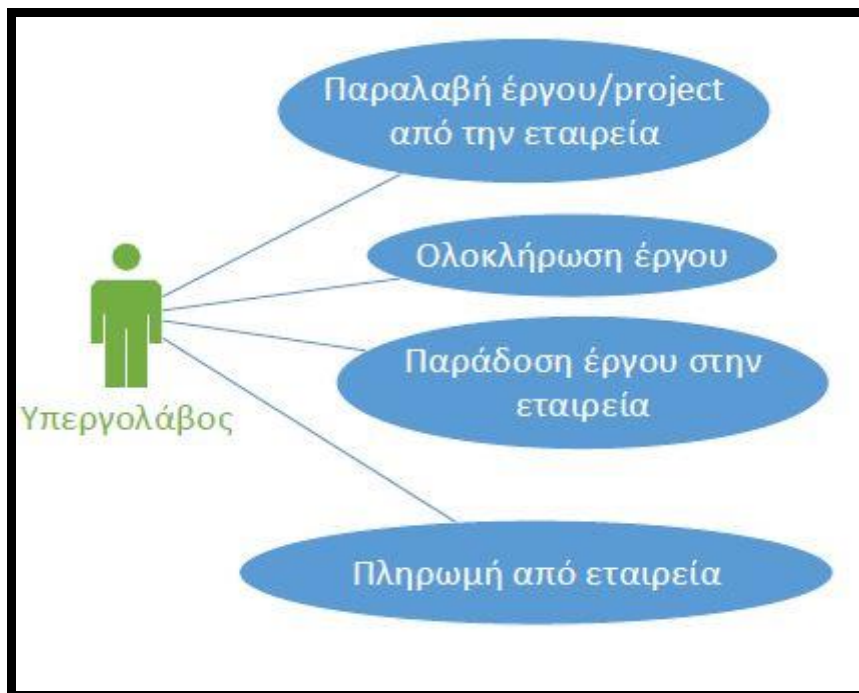 Παραλαβή έργου/project
από την εταιρεία
Ολοκλήρωση έργου
Παράδοση έργου στην
εταιρεία
Υπεργολάβος
Πληρωμή από εταιρεία